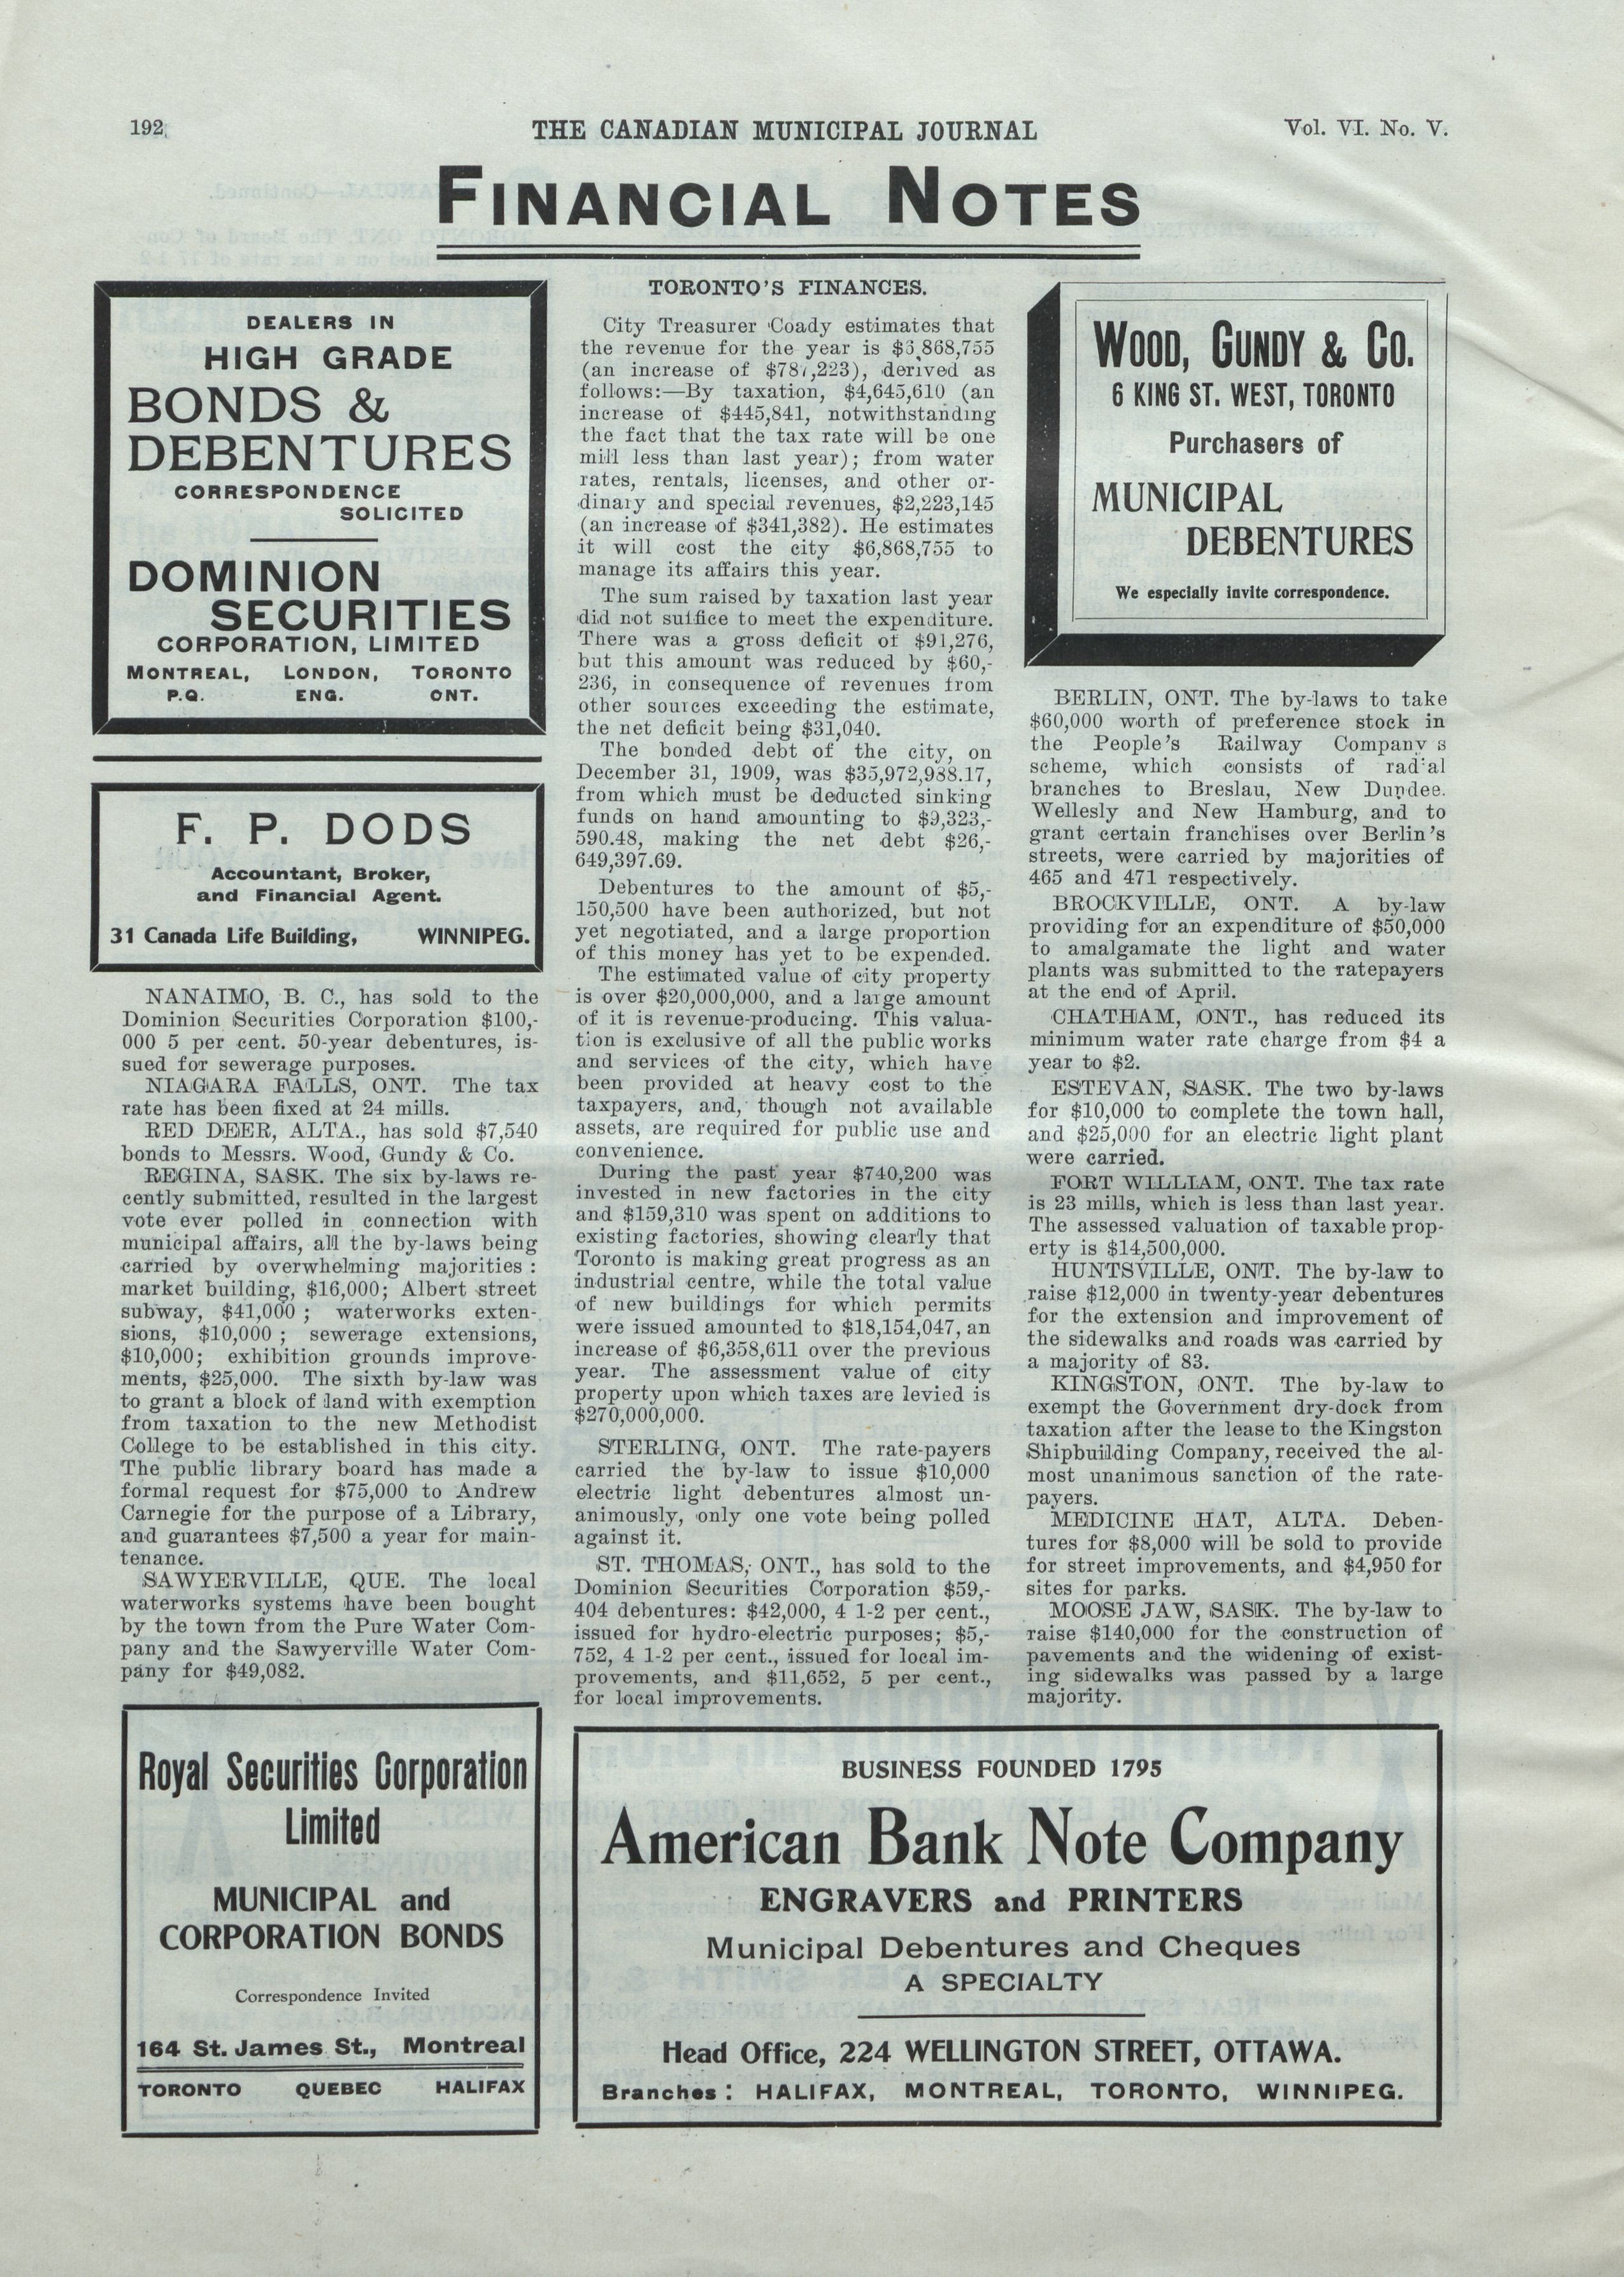 192
THE CANADIAN MUNICIPAL JOURNAL
Vol. VI. No. V.
FINANCIAL NOTES
DEALERS IN
HIGH GRADE
BONDS &
DEBENTURES
CORRESPONDENCE
SOLICITED
DOMINION
SECURITIES
CORPORATION, LIMITED
MONTREAL, LONDON, TORONTO
P.Q. ENG. ONT.
F. P. DODS
Accountant, Broker,
and Financial Agent.
31 Canada Life Building, WINNIPEG.
NANAIMO, B. C., has sold to the
Dominion Securities Corporation $100,-
000 5 per cent. 50-year debentures, is-
sued for sewerage purposes.
NIAGARA FALLS, ONT. The tax
rate has been fixed at 24 mills.
RED DEER, ALTA., has sold $7,540
bonds to Messrs. Wood, Gundy & Co.
REGINA, SASK. The six by-laws re-
cently submitted, resulted in the largest
vote ever polled in connection with
municipal affairs, all the by-laws being
carried by overwhelming majorities :
market building, $16,000; Albert street
subway, $41,000 ; waterworks exten-
sions, $10,000 ; sewerage extensions,
$10,000; exhibition grounds improve-
ments, $25,000. The sixth by-law was
to grant a block of land with exemption
from taxation to the new Methodist
College to be established in this city.
The public library board has made a
formal request for $75,000 to Andrew
Carnegie for the purpose of a Library,
and guarantees $7,500 a year for main-
tenance.
SAWYERVILLE, QUE. The local
waterworks systems have been bought
by the town from the Pure Water Com-
pany and the Sawyerville Water Com-
pany for $49,082.
Royal Securities Corporation
Limited
MUNICIPAL and
CORPORATION BONDS
Correspondence Invited
164 St. James St., Montreal
TORONTO QUEBEC HALIFAX
TORONTO'S FINANCES.
City Treasurer Coady estimates that
the revenue for the year is $6,868,755
(an increase of $787,223), derived as
follows:—By taxation, $4,645,610 (an
increase of $445,841, notwithstanding
the fact that the tax rate will be one
mill less than last year); from water
rates, rentals, licenses, and other or-
dinary and special revenues, $2,223,145
(an increase of $341,382). He estimates
it will cost the city $6,868,755 to
manage its affairs this year.
The sum raised by taxation last year
did not suffice to meet the expenditure.
There was a gross deficit of $91,276,
but this amount was reduced by $60,-
236, in consequence of revenues from
other sources exceeding the estimate,
the net deficit being $31,040.
The bonded debt of the city, on
December 31, 1909, was $35,972,988.17,
from which must be deducted sinking
funds on hand amounting to $9,323,-
590.48, making the net debt $26,-
649,397.69.
Debentures to the amount of $5,-
150,500 have been authorized, but not
yet negotiated, and a large proportion
of this money has yet to be expended.
The estimated value of city property
is over $20,000,000, and a large amount
of it is revenue-producing. This valua-
tion is exclusive of all the public works
and services of the city, which have
been provided at heavy cost to the
taxpayers, and, though not available
assets, are required for public use and
convenience.
During the past year $740,200 was
invested in new factories in the city
and $159,310 was spent on additions to
existing factories, showing clearly that
Toronto is making great progress as an
industrial centre, while the total value
of new buildings for which permits
were issued amounted to $18,154,047, an
increase of $6,358,611 over the previous
year. The assessment value of city
property upon which taxes are levied is
$270,000,000.
STERLING, ONT. The rate-payers
carried the by-law to issue $10,000
electric light debentures almost un-
animously, only one vote being polled
against it.
ST. THOMAS, ONT., has sold to the
Dominion Securities Corporation $59,-
404 debentures: $42,000, 4 1-2 per cent.,
issued for hydro-electric purposes; $5,-
752, 4 1-2 per cent., issued for local im-
provements, and $11,652, 5 per cent.,
for local improvements.
WOOD, GUNDY & CO.
6 KING ST. WEST, TORONTO
Purchasers of
MUNICIPAL
DEBENTURES
We especially invite correspondence.
BERLIN, ONT. The by-laws to take
$60,000 worth of preference stock in
the People's Railway Company s
scheme, which consists of radial
branches to Breslau, New Dundee.
Wellesly and New Hamburg, and to
grant certain franchises over Berlin's
streets, were carried by majorities of
465 and 471 respectively.
BROCKVILLE, ONT. A by-law
providing for an expenditure of $50,000
to amalgamate the light and water
plants was submitted to the ratepayers
at the end of April.
CHATHAM, ONT., has reduced its
minimum water rate charge from $4 a
year to $2.
ESTEVAN, SASK. The two by-laws
for $10,000 to complete the town hall,
and $25,000 for an electric light plant
were carried.
FORT WILLIAM, ONT. The tax rate
is 23 mills, which is less than last year.
The assessed valuation of taxable prop-
erty is $14,500,000.
HUNTSVILLE, ONT. The by-law to
raise $12,000 in twenty-year debentures
for the extension and improvement of
the sidewalks and roads was carried by
a majority of 83.
KINGSTON, ONT. The by-law to
exempt the Government dry-dock from
taxation after the lease to the Kingston
Shipbuilding Company, received the al-
most unanimous sanction of the rate-
payers.
MEDICINE HAT, ALTA. Deben-
tures for $8,000 will be sold to provide
for street improvements, and $4,950 for
sites for parks.
MOOSE JAW, SASK. The by-law to
raise $140,000 for the construction of
pavements and the widening of exist-
ing sidewalks was passed by a large
majority.
BUSINESS FOUNDED 1795
American Bank Note Company
ENGRAVERS and PRINTERS
Municipal Debentures and Cheques
A SPECIALTY
Head Office, 224 WELLINGTON STREET, OTTAWA.
Branches : HALIFAX, MONTREAL, TORONTO, WINNIPEG.